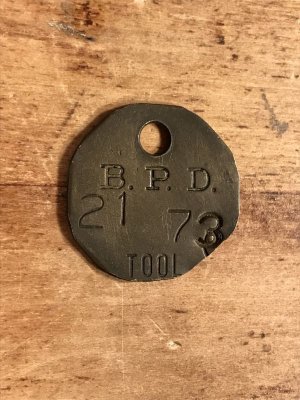 B. P. D.
21 73
TOOL